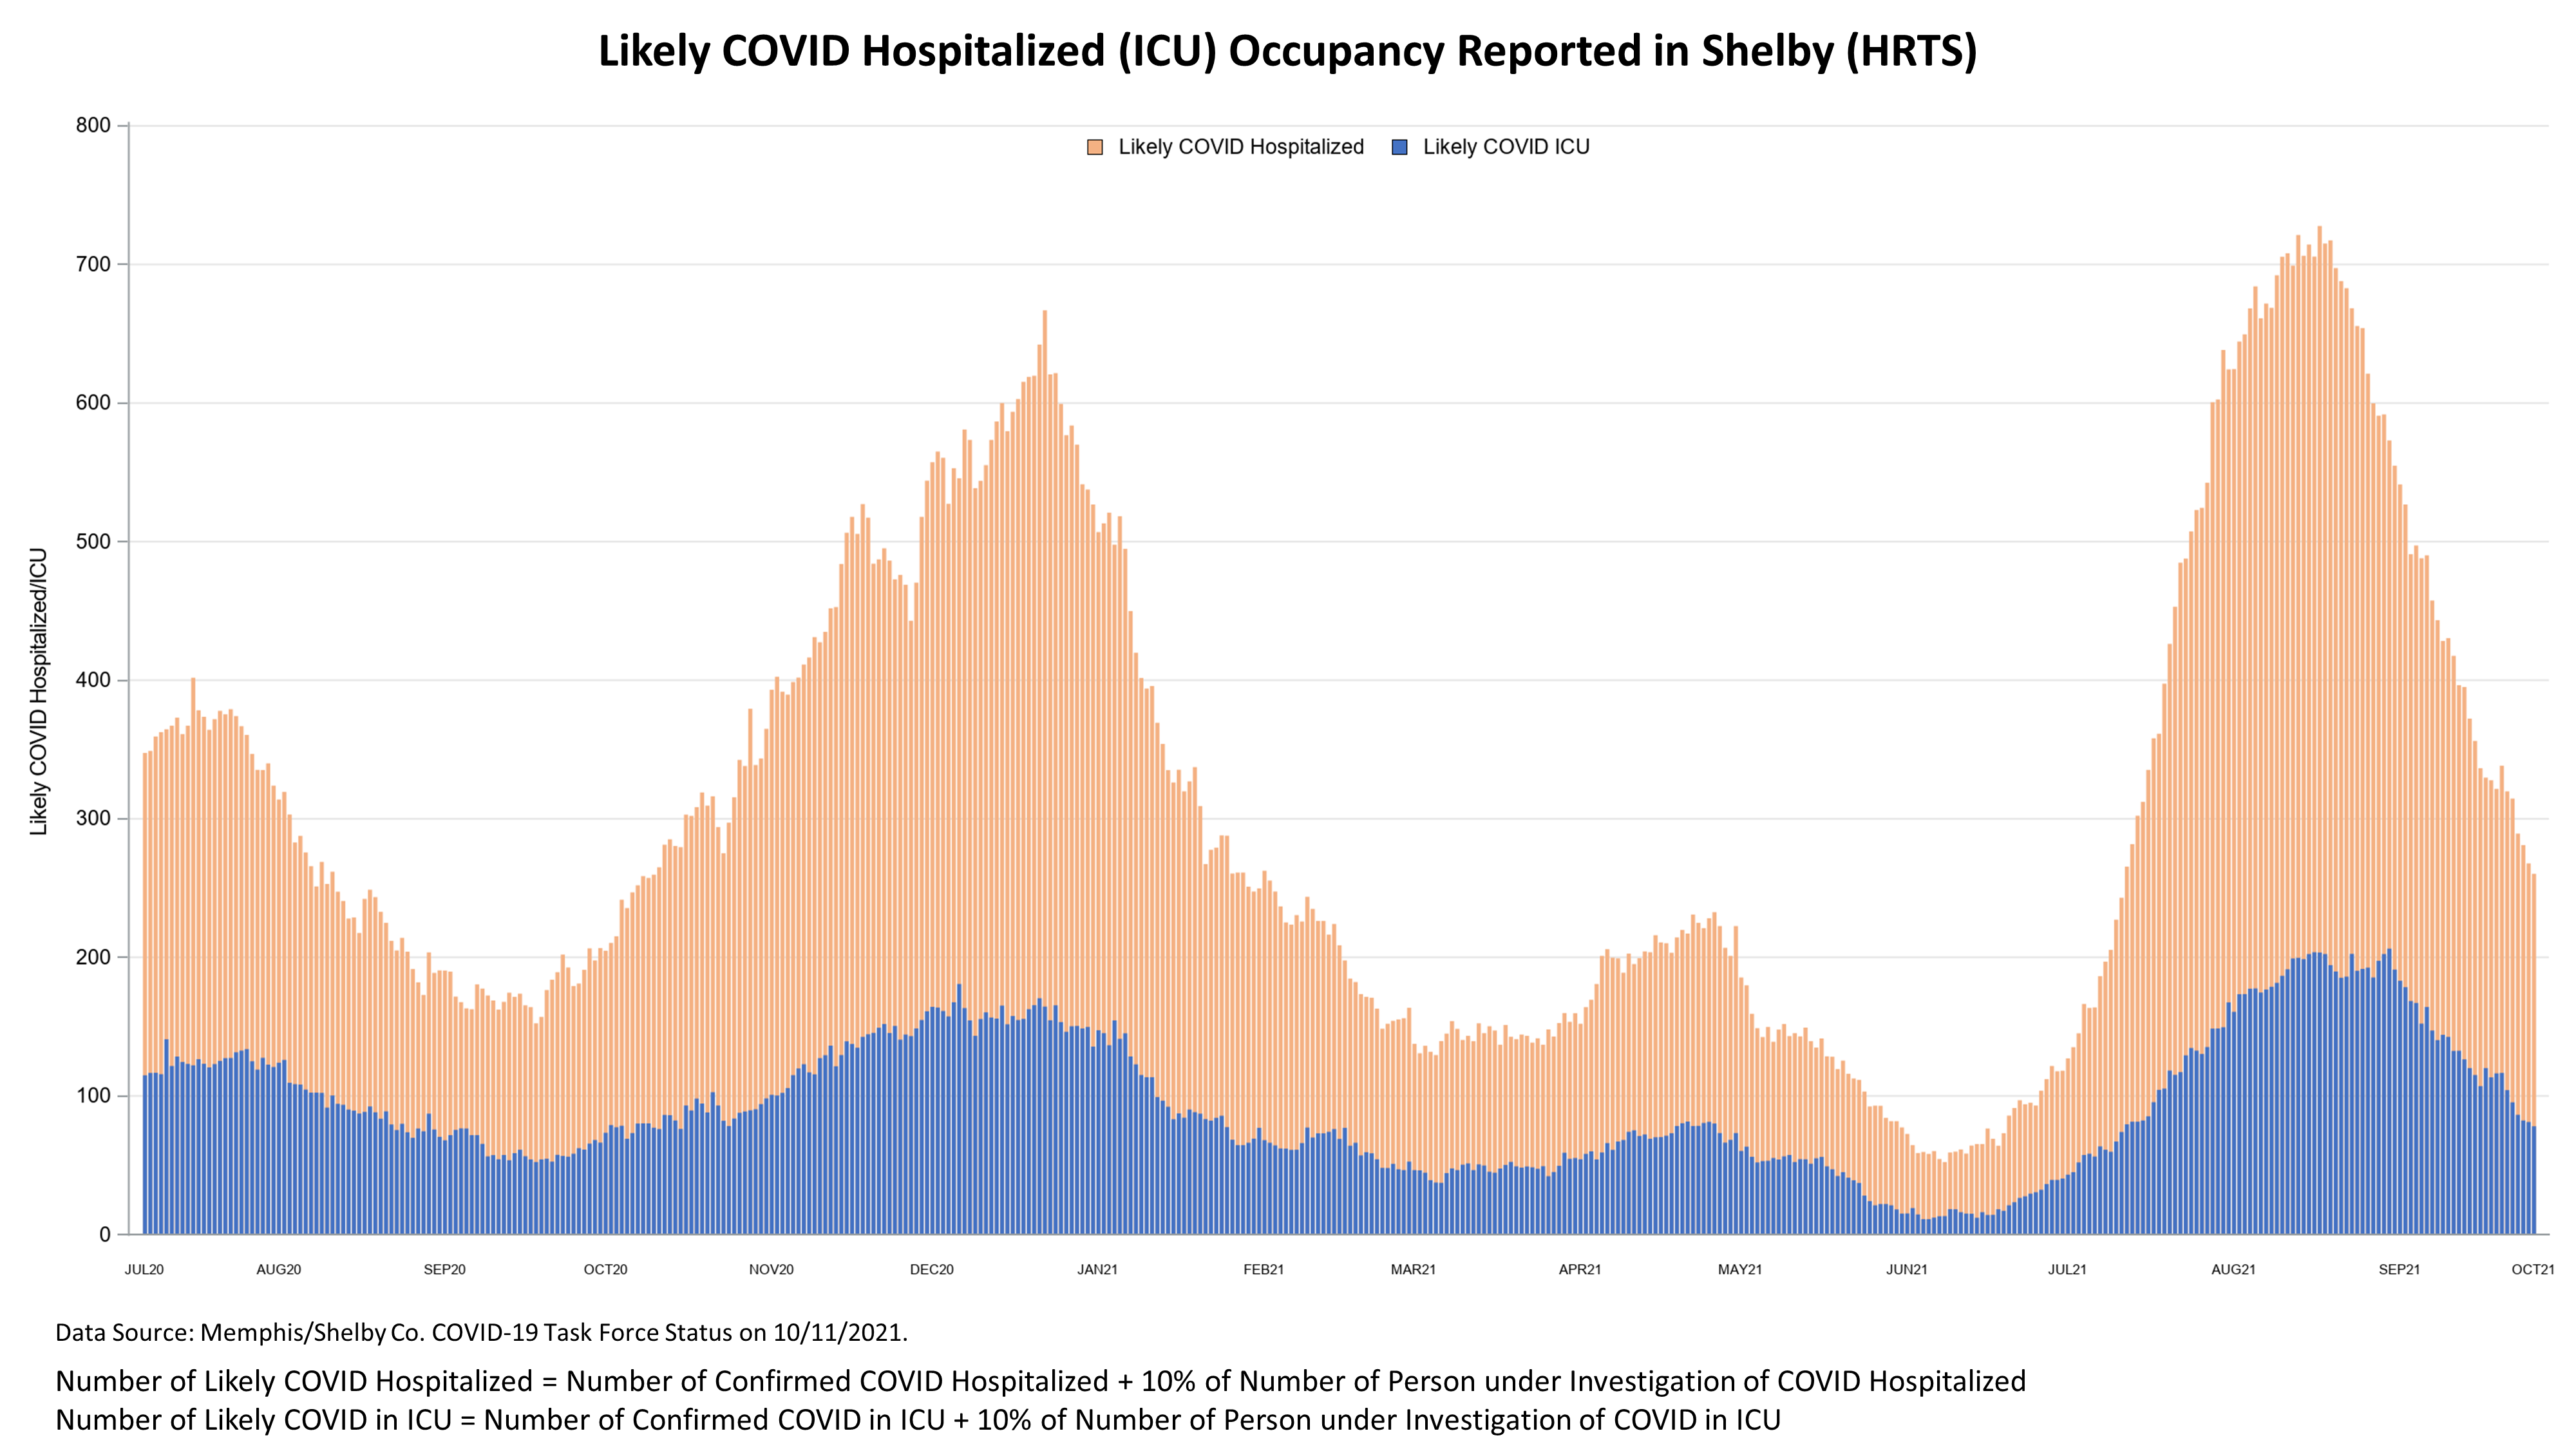 Likely COVID Hospitalized (ICU) Occupancy Reported in Shelby (HRTS)
Likely COVID Hospitalized Likely COVID ICU
Likely COVID Hospitalized/ICU
800
700
600
500
400
300
200
100
0
JUL20 AUG20 SEP20 OCT20 NOV20 DEC20 JAN21 FEB21 MAR21 APR21 MAY21 JUN21 JUL21 AUG21 SEP21 OCT21
Data Source: Memphis/Shelby Co. COVID-19 Task Force Status on 10/11/2021.
Number of Likely COVID Hospitalized = Number of Confirmed COVID Hospitalized + 10% of Number of Person under Investigation of COVID Hospitalized
Number of Likely COVID in ICU = Number of Confirmed COVID in ICU + 10% of Number of Person under Investigation of COVID in ICU